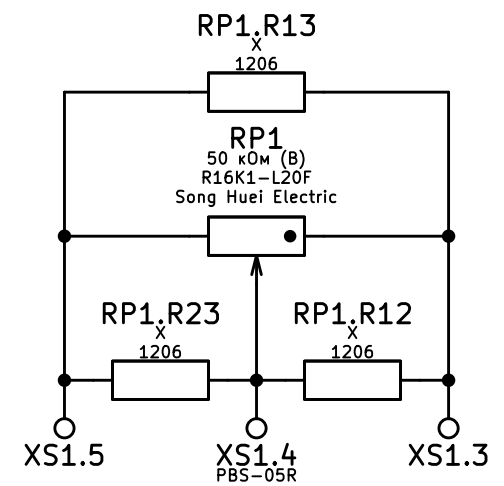 RP1.R13
X
1206
RP1
50 кОм (B)
R16K1-L20F
Song Huei Electric
RP1.R23
X
1206
RP1.R12
X
1206
XS1.5
XS1.4
PBS-05R
XS1.3